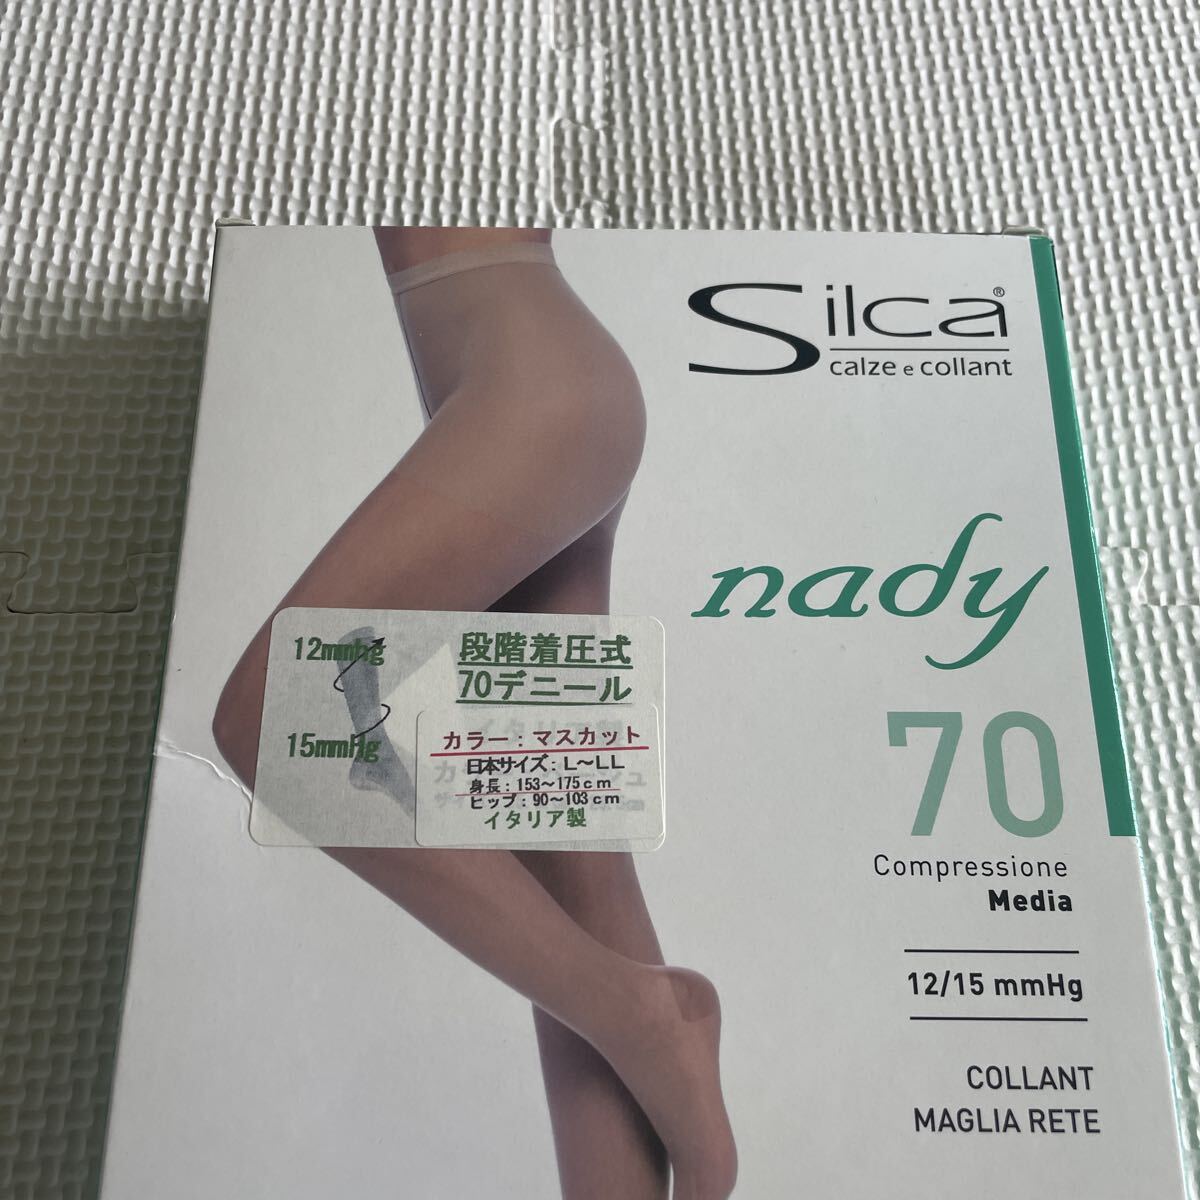 Silca®
calze e collant
nady
70
Compressione
Media
12/15 mmHg
COLLANT
MAGLIA RETE
12mmhg
15mmHg
段階着圧式
70デニール
カラー：マスカット
日本サイズ：L～LL
身長：153～175cm
ヒップ：90～103cm
イタリア製